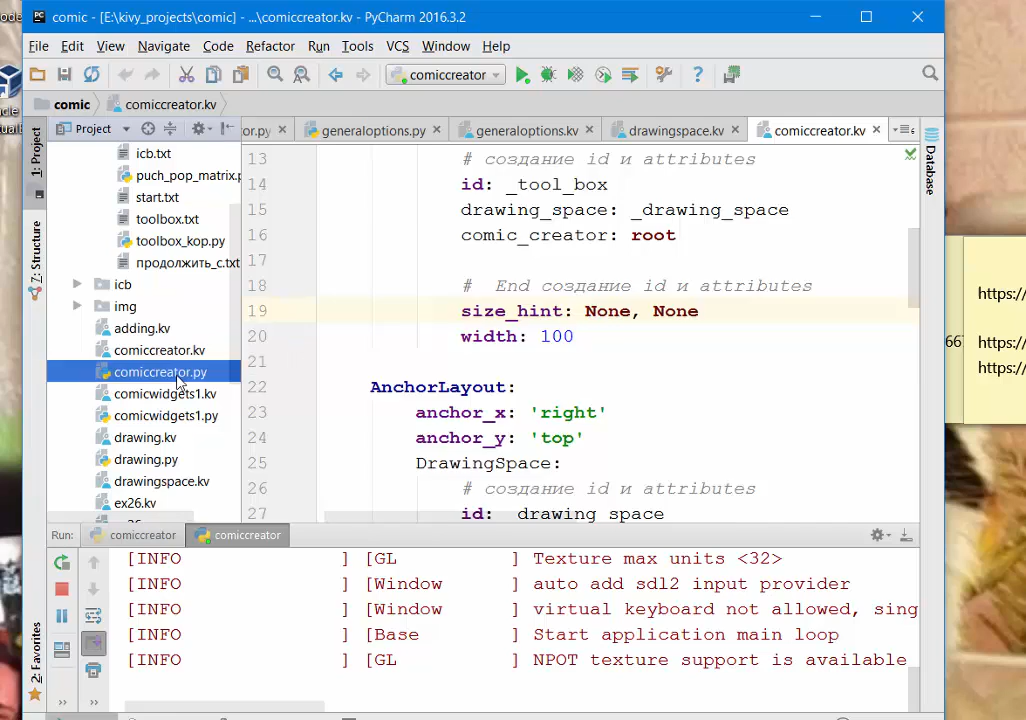 comic - [E:\kivy_projects\comic] - ...\comiccreator.kv - PyCharm 2016.3.2
File Edit View Navigate Code Refactor Run Tools VCS Window Help
comiccreator
comic comiccreator.kv
Project
or.py generaloptions.py generaloptions.kv drawingspace.kv comiccreator.kv
1: Project
7: Structure
2: Favorites
Database
icb.txt
puch_pop_matrix.p
start.txt
toolbox.txt
toolbox_kop.py
продолжить_с.txt
icb
img
adding.kv
comiccreator.kv
comiccreator.py
comicwidgets1.kv
comicwidgets1.py
drawing.kv
drawing.py
drawingspace.kv
ex26.kv
13 # создание id и attributes
14 id: _tool_box
15 drawing_space: _drawing_space
16 comic_creator: root
17
18 # End создание id и attributes
19 size_hint: None, None
20 width: 100
21
22 AnchorLayout:
23 anchor_x: 'right'
24 anchor_y: 'top'
25 DrawingSpace:
26 # создание id и attributes
27 id: _drawing_space
Run: comiccreator comiccreator
[INFO ] [GL ] Texture max units <32>
[INFO ] [Window ] auto add sdl2 input provider
[INFO ] [Window ] virtual keyboard not allowed, sing
[INFO ] [Base ] Start application main loop
[INFO ] [GL ] NPOT texture support is available
https://
https://
https://